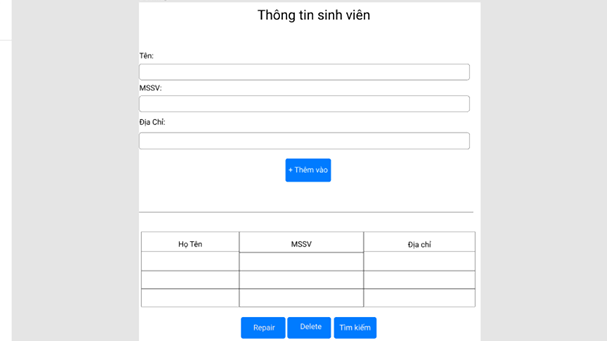 Thông tin sinh viên
Tên:
MSSV:
Địa Chỉ:
+ Thêm vào
Họ Tên MSSV Địa chỉ
Repair Delete Tìm kiếm